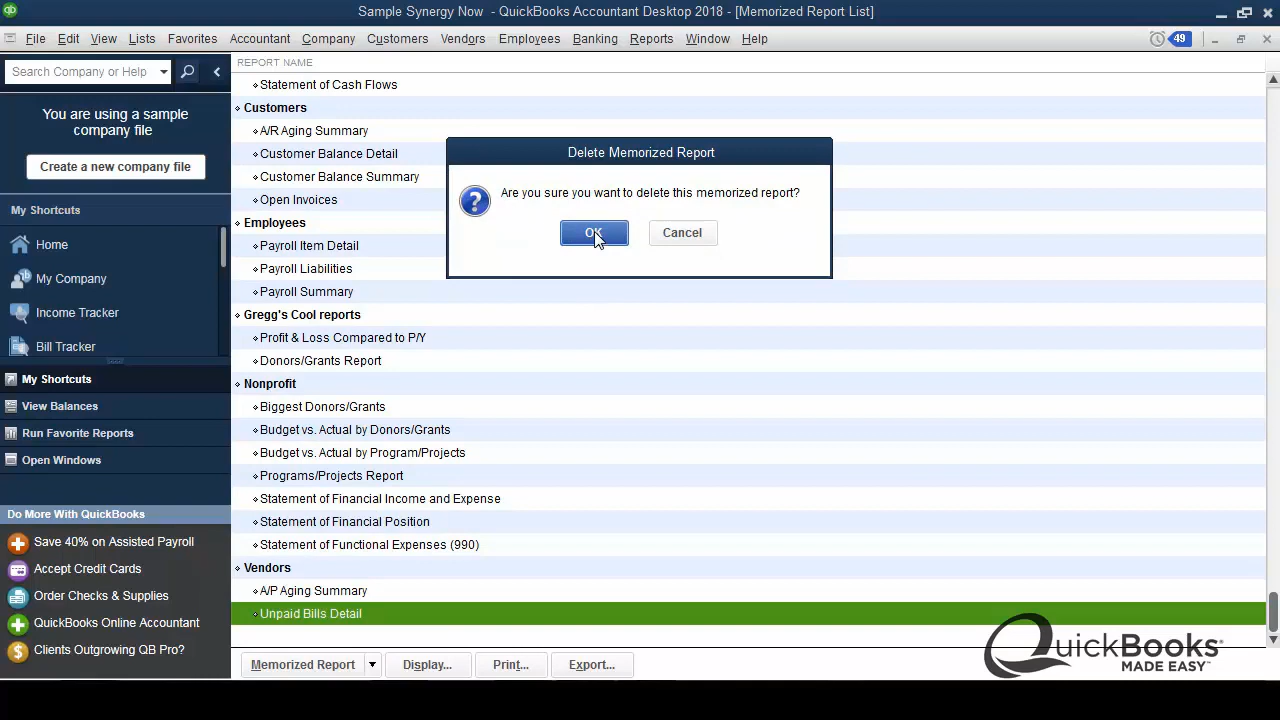 Sample Synergy Now - QuickBooks Accountant Desktop 2018 - [Memorized Report List]
File Edit View Lists Favorites Accountant Company Customers Vendors Employees Banking Reports Window Help 49
Search Company or Help
You are using a sample
company file
Create a new company file
My Shortcuts
Home
My Company
Income Tracker
Bill Tracker
My Shortcuts
View Balances
Run Favorite Reports
Open Windows
Do More With QuickBooks
Save 40% on Assisted Payroll
Accept Credit Cards
Order Checks & Supplies
QuickBooks Online Accountant
Clients Outgrowing QB Pro?
REPORT NAME
Statement of Cash Flows
Customers
A/R Aging Summary
Customer Balance Detail
Customer Balance Summary
Open Invoices
Employees
Payroll Item Detail
Payroll Liabilities
Payroll Summary
Gregg's Cool reports
Profit & Loss Compared to P/Y
Donors/Grants Report
Nonprofit
Biggest Donors/Grants
Budget vs. Actual by Donors/Grants
Budget vs. Actual by Program/Projects
Programs/Projects Report
Statement of Financial Income and Expense
Statement of Financial Position
Statement of Functional Expenses (990)
Vendors
A/P Aging Summary
Unpaid Bills Detail
Delete Memorized Report
Are you sure you want to delete this memorized report?
OK Cancel
Memorized Report Display... Print... Export...
QuickBooks
MADE EASY™